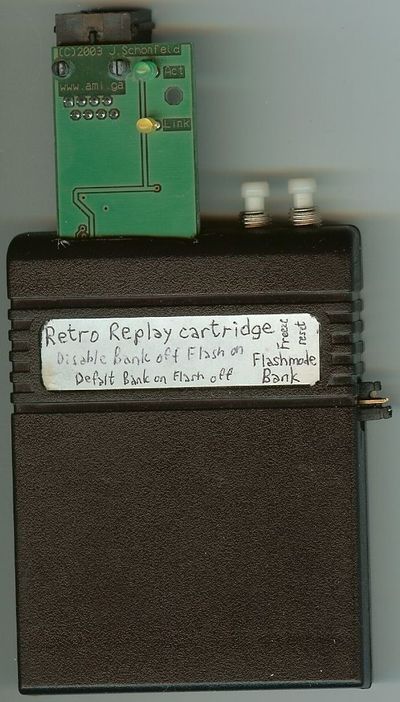 (C)2003 J.Schönfeld
Act
www.ami.ga
Link
Retro Replay cartridge
Freeze
reset
Disable Bank off Flash on
Flashmode
Defalt Bank on Flash off
Bank